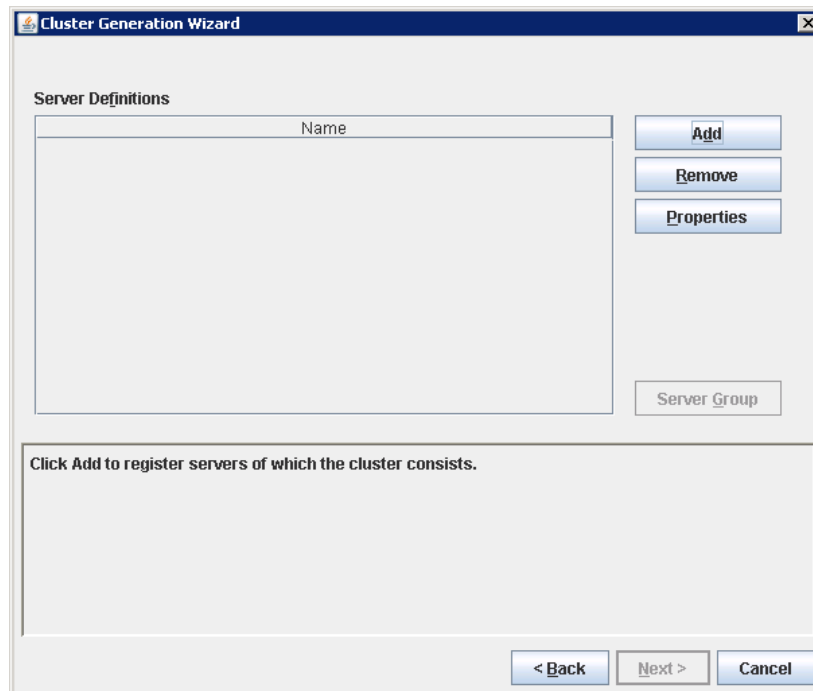 Cluster Generation Wizard
Server Definitions
Name
Add
Remove
Properties
Server Group
Click Add to register servers of which the cluster consists.
< Back
Next >
Cancel